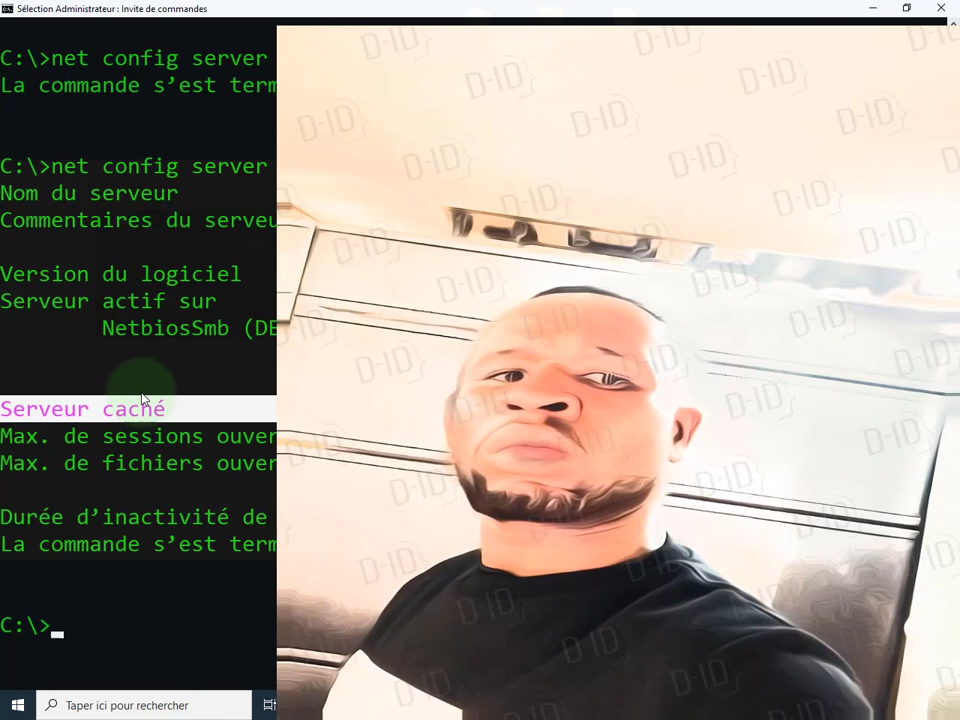 Sélection Administrateur : Invite de commandes
C:\>net config server
La commande s’est term
C:\>net config server
Nom du serveur
Commentaires du serveu
Version du logiciel
Serveur actif sur
NetbiosSmb (DE
Serveur caché
Max. de sessions ouver
Max. de fichiers ouver
Durée d’inactivité de
La commande s’est term
C:\>
Taper ici pour rechercher
D-ID